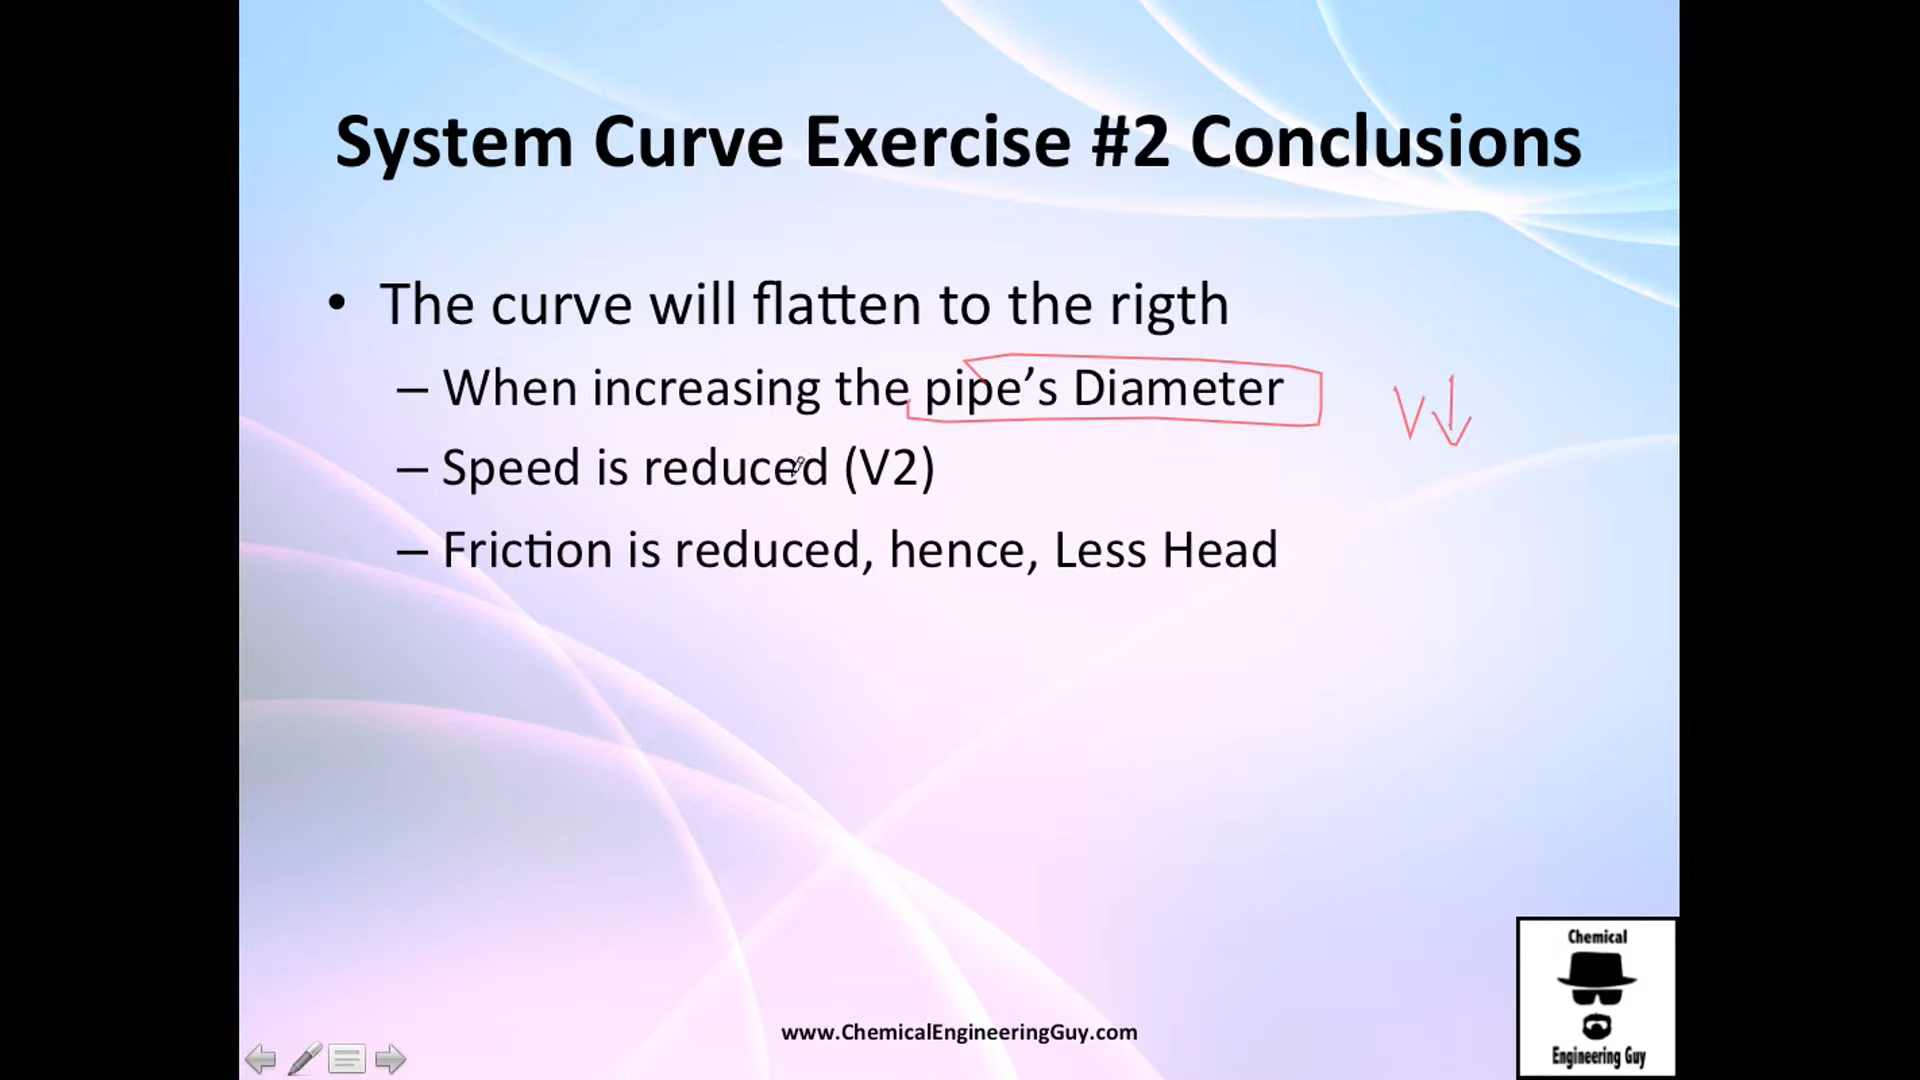 System Curve Exercise #2 Conclusions
• The curve will flatten to the rigth
– When increasing the pipe's Diameter
V↓
– Speed is reduced (V2)
– Friction is reduced, hence, Less Head
www.ChemicalEngineeringGuy.com
Chemical
Engineering Guy